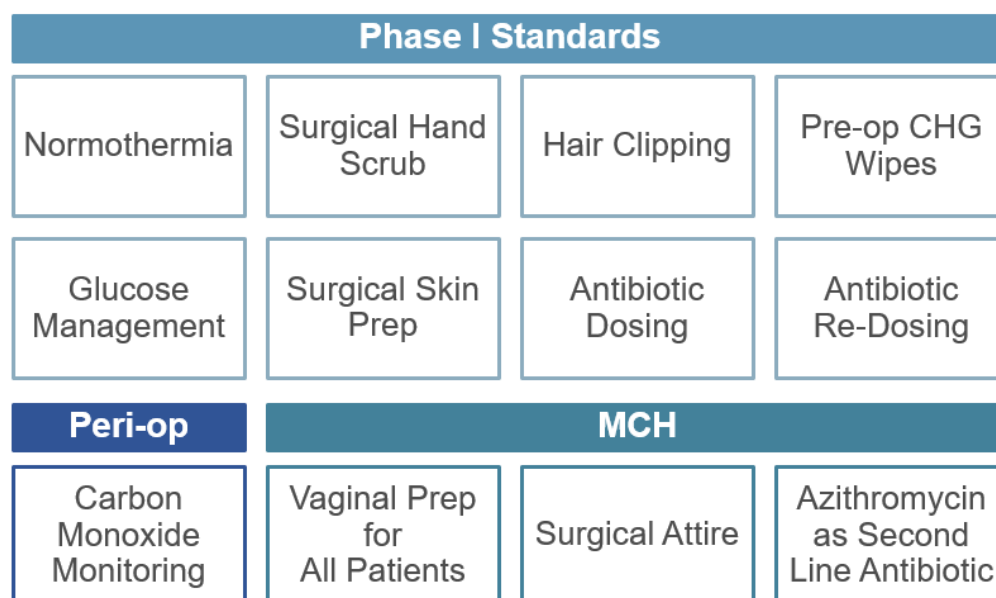 Phase I Standards
Normothermia
Surgical Hand
Scrub
Hair Clipping
Pre-op CHG
Wipes
Glucose
Management
Surgical Skin
Prep
Antibiotic
Dosing
Antibiotic
Re-Dosing
Peri-op
MCH
Carbon
Monoxide
Monitoring
Vaginal Prep
for
All Patients
Surgical Attire
Azithromycin
as Second
Line Antibiotic